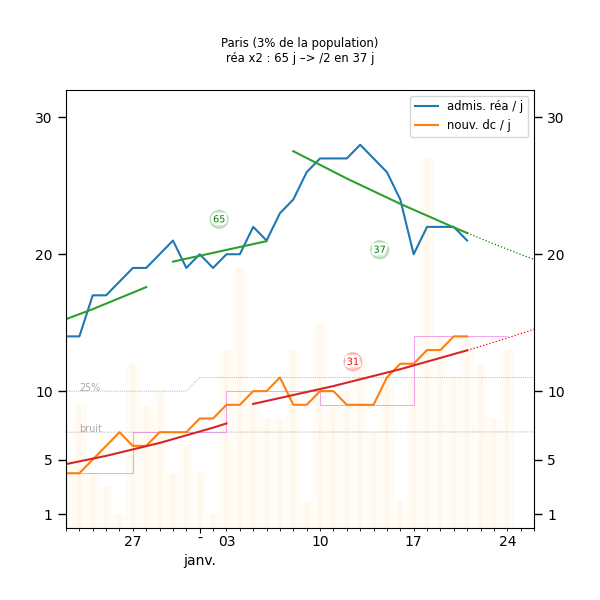 Paris (3% de la population)
réa x2 : 65 j –> /2 en 37 j
admis. réa / j
nouv. dc / j
30 30
65
20 37 20
31
25%
10 10
bruit
5 5
1 1
27 - 03 10 17 24
janv.